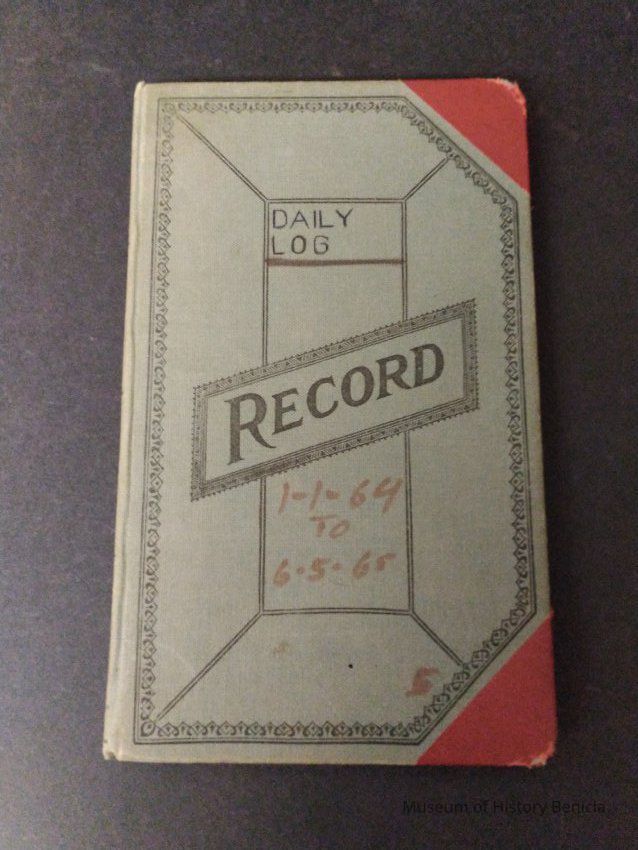 DAILY
LOG
RECORD
1-1-64
TO
6-5-65
5
Museum of History Benicia